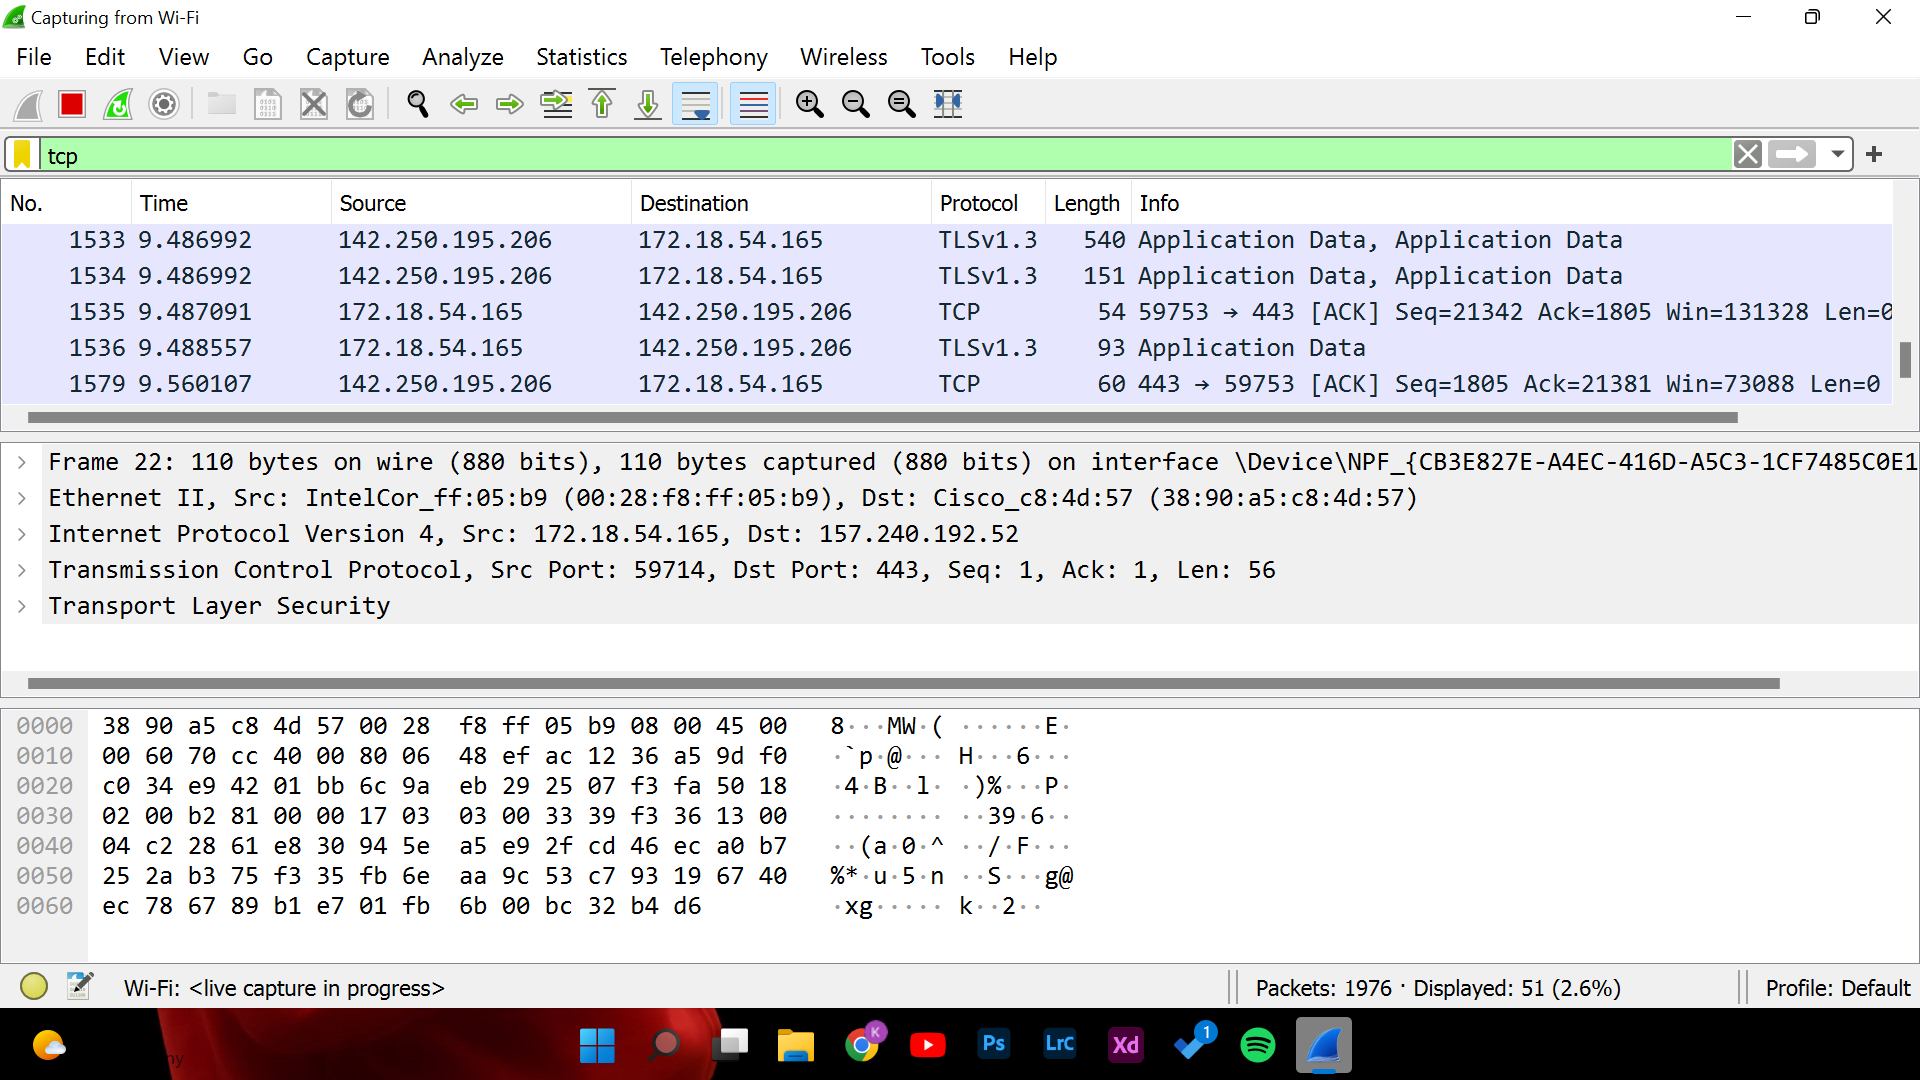 Capturing from Wi-Fi
File Edit View Go Capture Analyze Statistics Telephony Wireless Tools Help
tcp
No. Time Source Destination Protocol Length Info
1533 9.486992 142.250.195.206 172.18.54.165 TLSv1.3 540 Application Data, Application Data
1534 9.486992 142.250.195.206 172.18.54.165 TLSv1.3 151 Application Data, Application Data
1535 9.487091 172.18.54.165 142.250.195.206 TCP 54 59753 → 443 [ACK] Seq=21342 Ack=1805 Win=131328 Len=0
1536 9.488557 172.18.54.165 142.250.195.206 TLSv1.3 93 Application Data
1579 9.560107 142.250.195.206 172.18.54.165 TCP 60 443 → 59753 [ACK] Seq=1805 Ack=21381 Win=73088 Len=0
Frame 22: 110 bytes on wire (880 bits), 110 bytes captured (880 bits) on interface \Device\NPF_{CB3E827E-A4EC-416D-A5C3-1CF7485C0E1
Ethernet II, Src: IntelCor_ff:05:b9 (00:28:f8:ff:05:b9), Dst: Cisco_c8:4d:57 (38:90:a5:c8:4d:57)
Internet Protocol Version 4, Src: 172.18.54.165, Dst: 157.240.192.52
Transmission Control Protocol, Src Port: 59714, Dst Port: 443, Seq: 1, Ack: 1, Len: 56
Transport Layer Security
0000 38 90 a5 c8 4d 57 00 28 f8 ff 05 b9 08 00 45 00 8···MW·( ······E·
0010 00 60 70 cc 40 00 80 06 48 ef ac 12 36 a5 9d f0 ·`p·@··· H···6···
0020 c0 34 e9 42 01 bb 6c 9a eb 29 25 07 f3 fa 50 18 ·4·B··l· ·)%···P·
0030 02 00 b2 81 00 00 17 03 03 00 33 39 f3 36 13 00 ········ ··39·6··
0040 04 c2 28 61 e8 30 94 5e a5 e9 2f cd 46 ec a0 b7 ··(a·0·^ ··/·F···
0050 25 2a b3 75 f3 35 fb 6e aa 9c 53 c7 93 19 67 40 %*·u·5·n ··S···g@
0060 ec 78 67 89 b1 e7 01 fb 6b 00 bc 32 b4 d6 ·xg····· k··2··
Wi-Fi: <live capture in progress> Packets: 1976 · Displayed: 51 (2.6%) Profile: Default
K
Ps
LrC
Xd
1